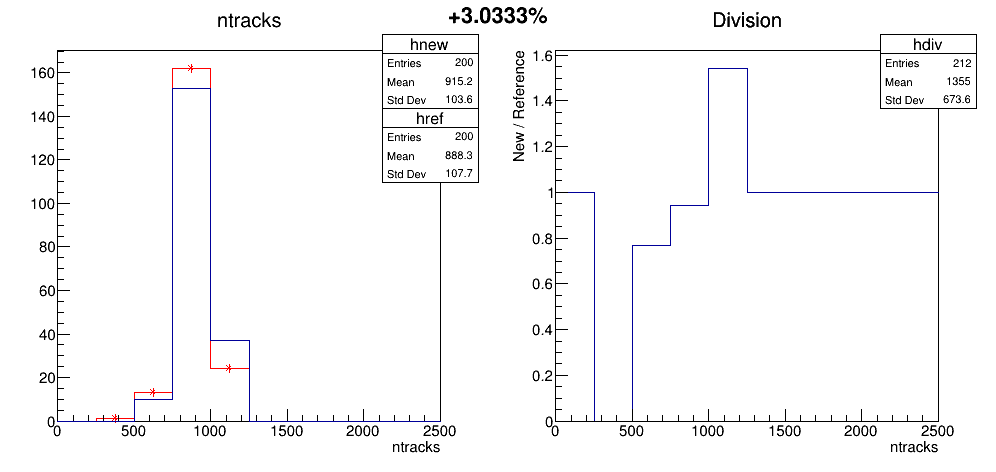 +3.0333%
ntracks
hnew
Entries 200
Mean 915.2
Std Dev 103.6
href
Entries 200
Mean 888.3
Std Dev 107.7
160
140
120
100
80
60
40
20
0
0 500 1000 1500 2000 2500
ntracks
Division
hdiv
Entries 212
Mean 1355
Std Dev 673.6
New / Reference
1.6
1.4
1.2
1
0.8
0.6
0.4
0.2
0
0 500 1000 1500 2000 2500
ntracks